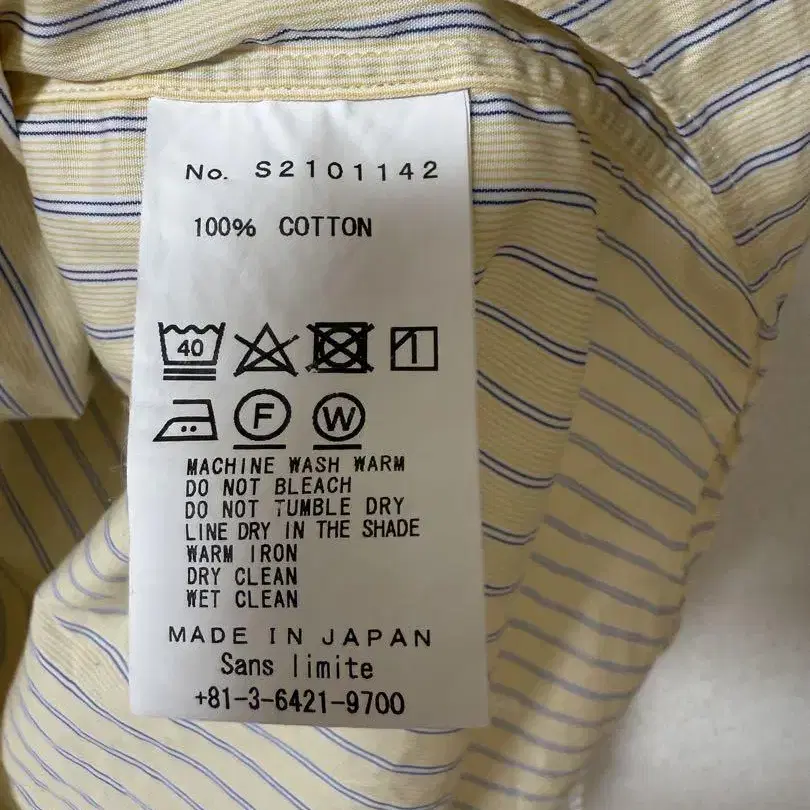 No. S2101142
100% COTTON
40
F W
MACHINE WASH WARM
DO NOT BLEACH
DO NOT TUMBLE DRY
LINE DRY IN THE SHADE
WARM IRON
DRY CLEAN
WET CLEAN
MADE IN JAPAN
Sans limite
+81-3-6421-9700